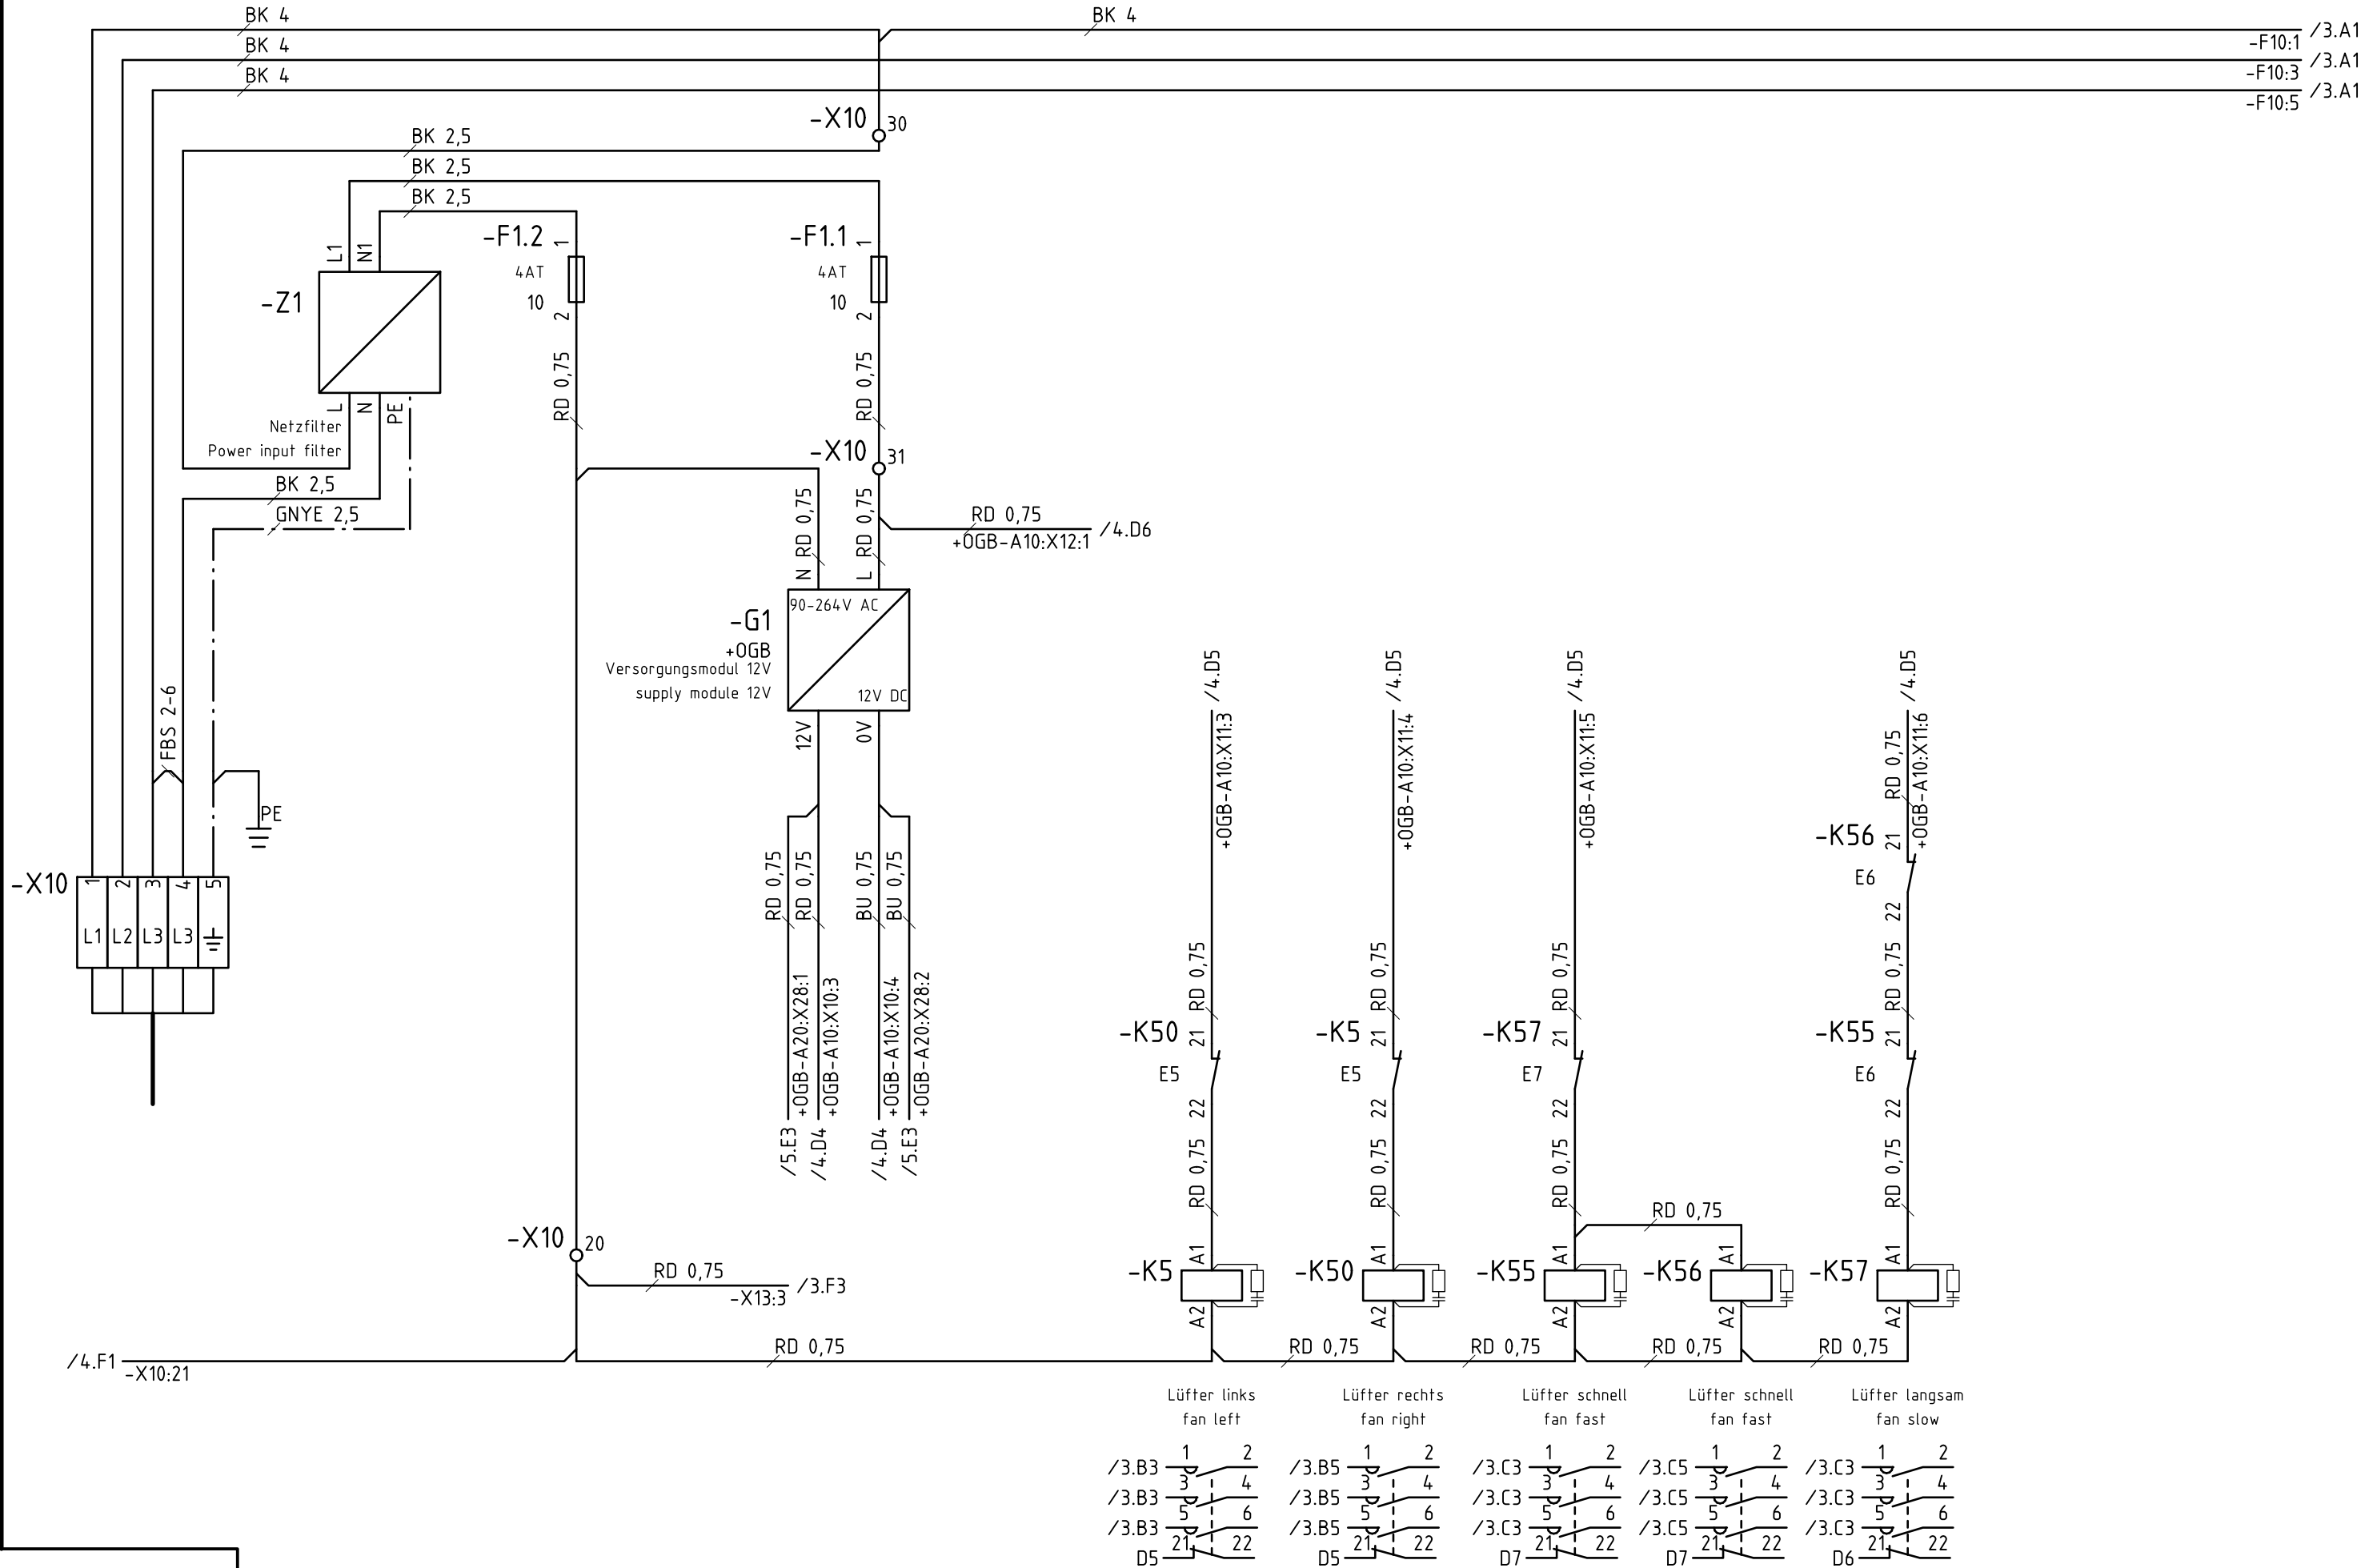 BK 4
BK 4
/3.A1
-F10:1
BK 4
/3.A1
-F10:3
BK 4
/3.A1
-F10:5
-X10
30
BK 2,5
BK 2,5
BK 2,5
L1
N1
-F1.2
1
4AT
10
2
-F1.1
1
4AT
10
2
-Z1
L
N
PE
Netzfilter
Power input filter
RD 0,75
RD 0,75
-X10
31
BK 2,5
GNYE 2,5
N RD 0,75
L RD 0,75
RD 0,75
/4.D6
+0GB-A10:X12:1
-G1
+0GB
Versorgungsmodul 12V
supply module 12V
90-264V AC
12V DC
12V
0V
FBS 2-6
PE
-X10
1
2
3
4
5
L1
L2
L3
L3
RD 0,75
RD 0,75
BU 0,75
BU 0,75
+0GB-A20:X28:1
+0GB-A10:X10:3
+0GB-A10:X10:4
+0GB-A20:X28:2
/5.E3
/4.D4
/4.D4
/5.E3
/4.D5
+0GB-A10:X11:3
/4.D5
+0GB-A10:X11:4
/4.D5
+0GB-A10:X11:5
/4.D5
RD 0,75
+0GB-A10:X11:6
-K56
21
E6
22
RD 0,75
RD 0,75
RD 0,75
RD 0,75
-K50
21
E5
22
-K5
21
E5
22
-K57
21
E7
22
-K55
21
E6
22
RD 0,75
RD 0,75
RD 0,75
RD 0,75
RD 0,75
-X10
20
RD 0,75
/3.F3
-X13:3
-K5
A1
A2
-K50
A1
A2
-K55
A1
A2
-K56
A1
A2
-K57
A1
A2
/4.F1
-X10:21
RD 0,75
RD 0,75
RD 0,75
RD 0,75
RD 0,75
Lüfter links
fan left
Lüfter rechts
fan right
Lüfter schnell
fan fast
Lüfter schnell
fan fast
Lüfter langsam
fan slow
/3.B3 1 2
/3.B3 3 4
/3.B3 5 6
D5 21 22
/3.B5 1 2
/3.B5 3 4
/3.B5 5 6
D5 21 22
/3.C3 1 2
/3.C3 3 4
/3.C3 5 6
D7 21 22
/3.C5 1 2
/3.C5 3 4
/3.C5 5 6
D7 21 22
/3.C3 1 2
/3.C3 3 4
/3.C3 5 6
D6 21 22